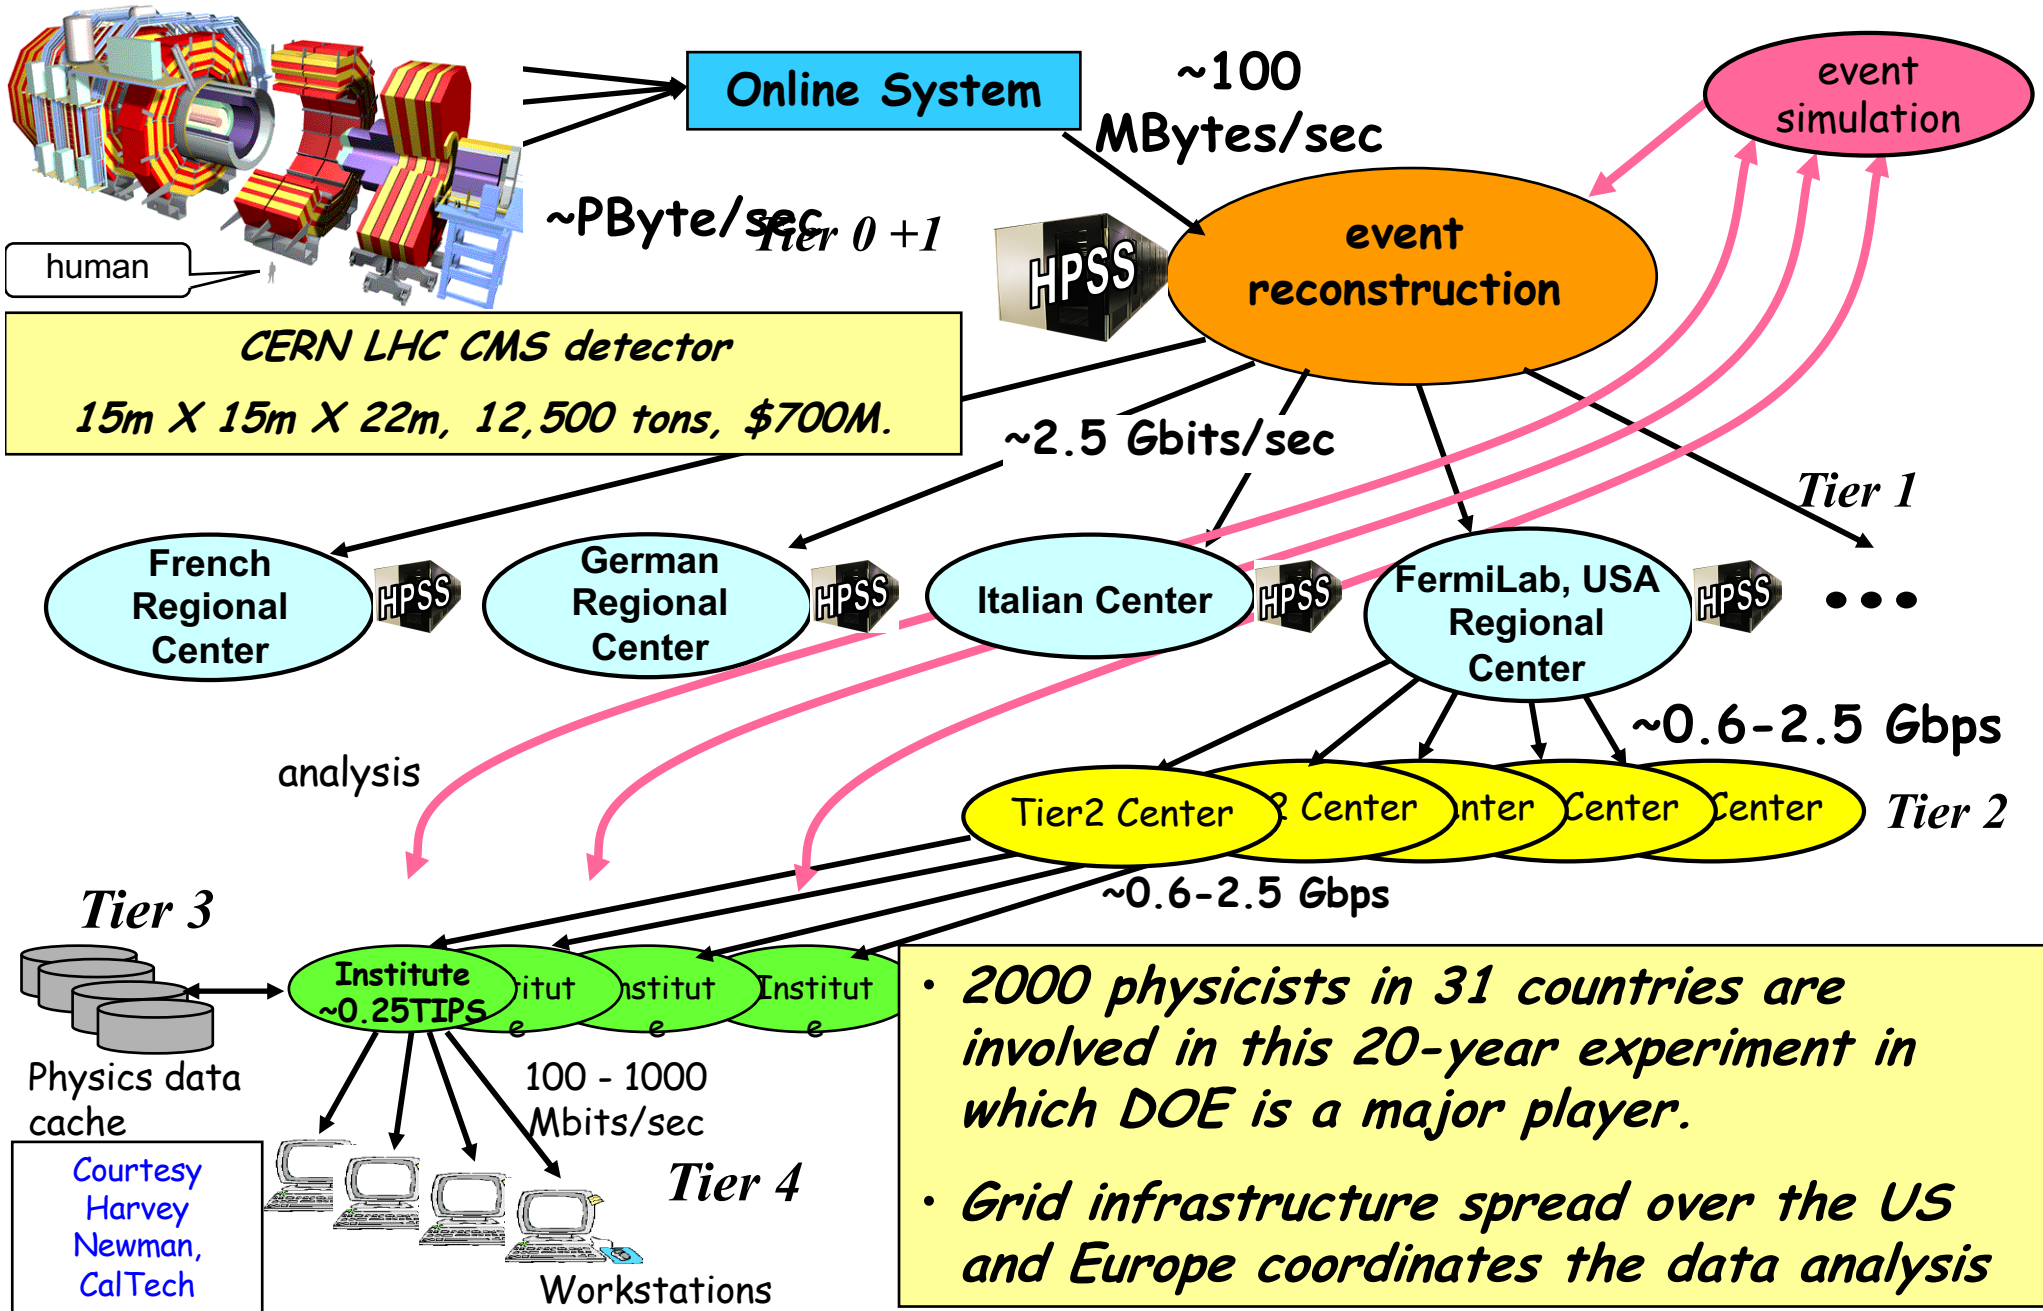 Online System
~100
MBytes/sec
event
simulation
~PByte/sec
Tier 0 +1
HPSS
event
reconstruction
human
CERN LHC CMS detector
15m X 15m X 22m, 12,500 tons, $700M.
~2.5 Gbits/sec
Tier 1
French
Regional
Center
HPSS
German
Regional
Center
HPSS
Italian Center
HPSS
FermiLab, USA
Regional
Center
HPSS
~0.6-2.5 Gbps
analysis
Tier2 Center
2 Center
nter
Center
Center
Tier 2
~0.6-2.5 Gbps
Tier 3
Institute
~0.25TIPS
titut
e
nstitut
e
Institut
e
Physics data
cache
100 - 1000
Mbits/sec
Tier 4
Workstations
Courtesy
Harvey
Newman,
CalTech
• 2000 physicists in 31 countries are
involved in this 20-year experiment in
which DOE is a major player.
• Grid infrastructure spread over the US
and Europe coordinates the data analysis